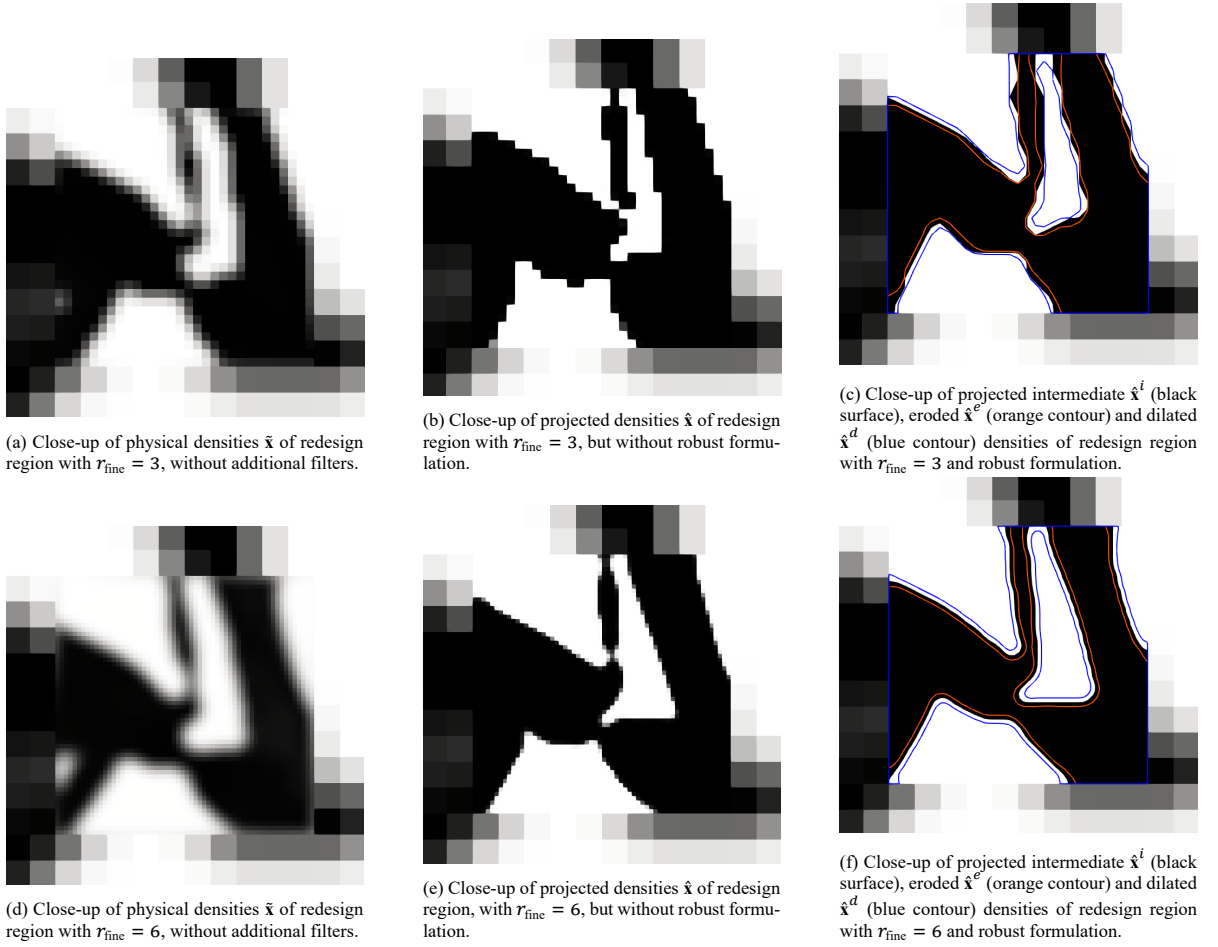 (a) Close-up of physical densities x̃ of redesign
region with r_fine = 3, without additional filters.
(b) Close-up of projected densities x̂ of redesign
region with r_fine = 3, but without robust formu-
lation.
(c) Close-up of projected intermediate x̂^i (black
surface), eroded x̂^e (orange contour) and dilated
x̂^d (blue contour) densities of redesign region
with r_fine = 3 and robust formulation.
(d) Close-up of physical densities x̃ of redesign
region with r_fine = 6, without additional filters.
(e) Close-up of projected densities x̂ of redesign
region, with r_fine = 6, but without robust formu-
lation.
(f) Close-up of projected intermediate x̂^i (black
surface), eroded x̂^e (orange contour) and dilated
x̂^d (blue contour) densities of redesign region
with r_fine = 6 and robust formulation.